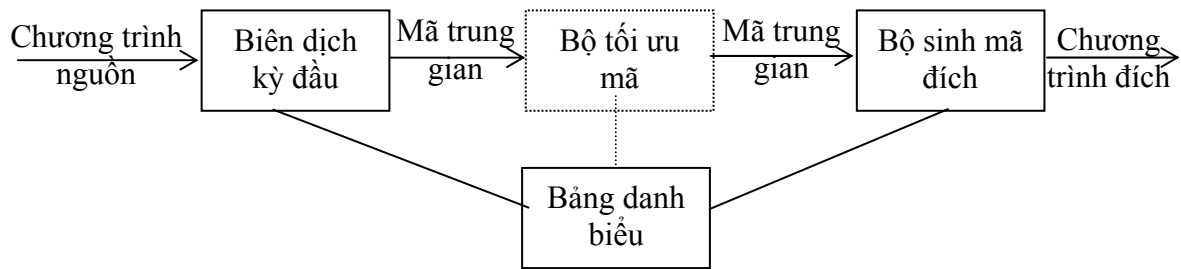 Chương trình
nguồn
Biên dịch
kỳ đầu
Mã trung
gian
Bộ tối ưu
mã
Mã trung
gian
Bộ sinh mã
đích
Chương
trình đích
Bảng danh
biểu